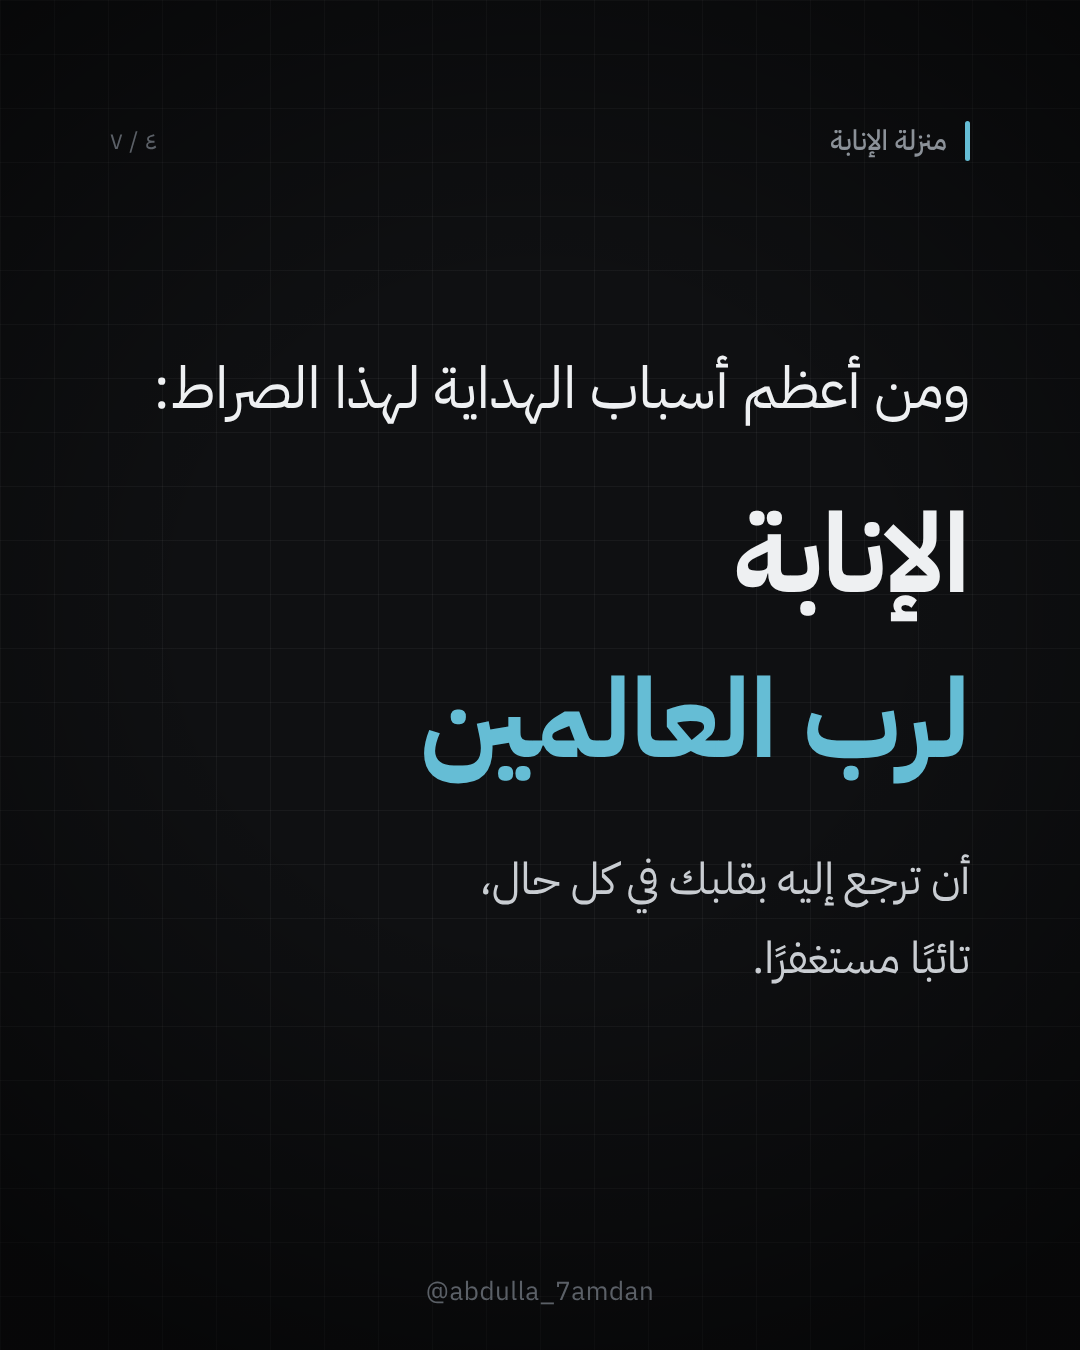 منزلة الإنابة
٤ / ٧
ومن أعظم أسباب الهداية لهذا الصراط:
الإنابة
لرب العالمين
أن ترجع إليه بقلبك في كل حال،
تائبًا مستغفرًا.
@abdulla_7amdan